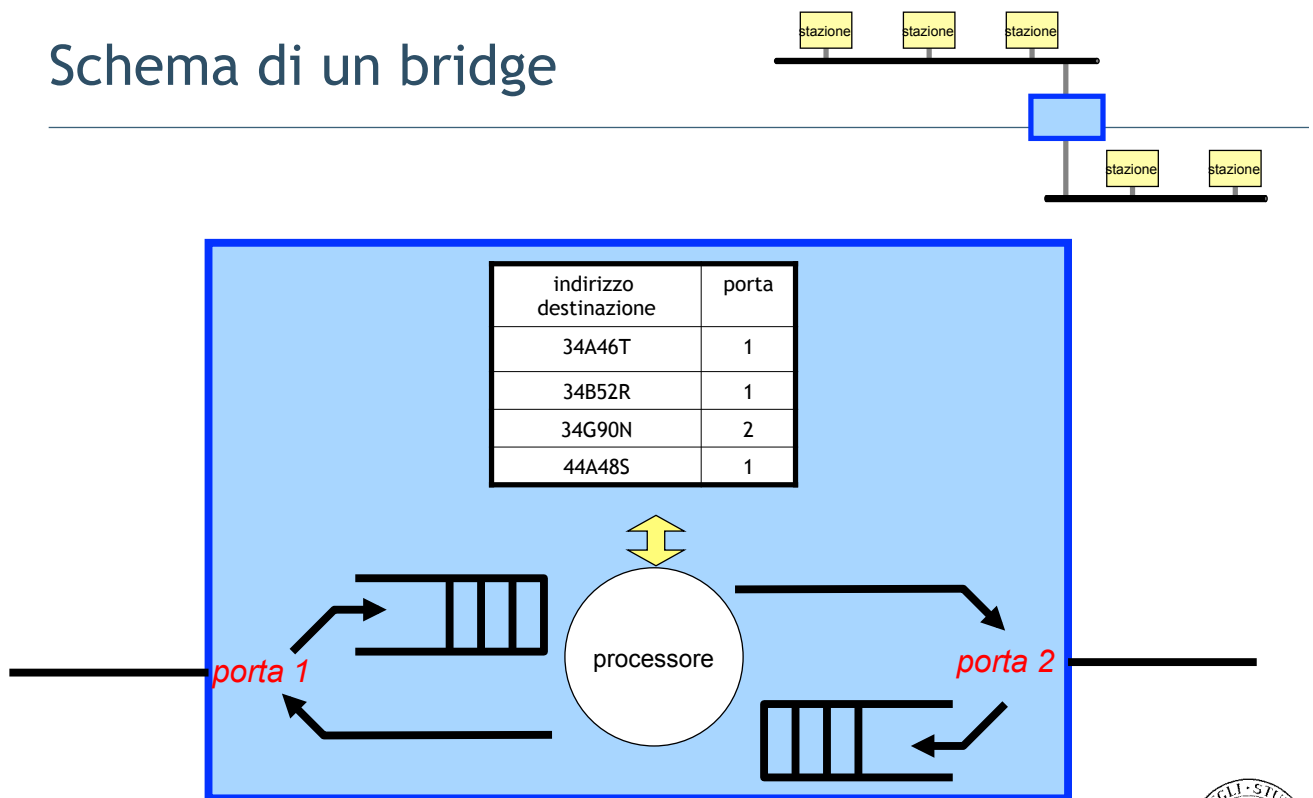 Schema di un bridge
stazione stazione stazione
stazione stazione
indirizzo destinazione porta
34A46T 1
34B52R 1
34G90N 2
44A48S 1
porta 1
processore
porta 2